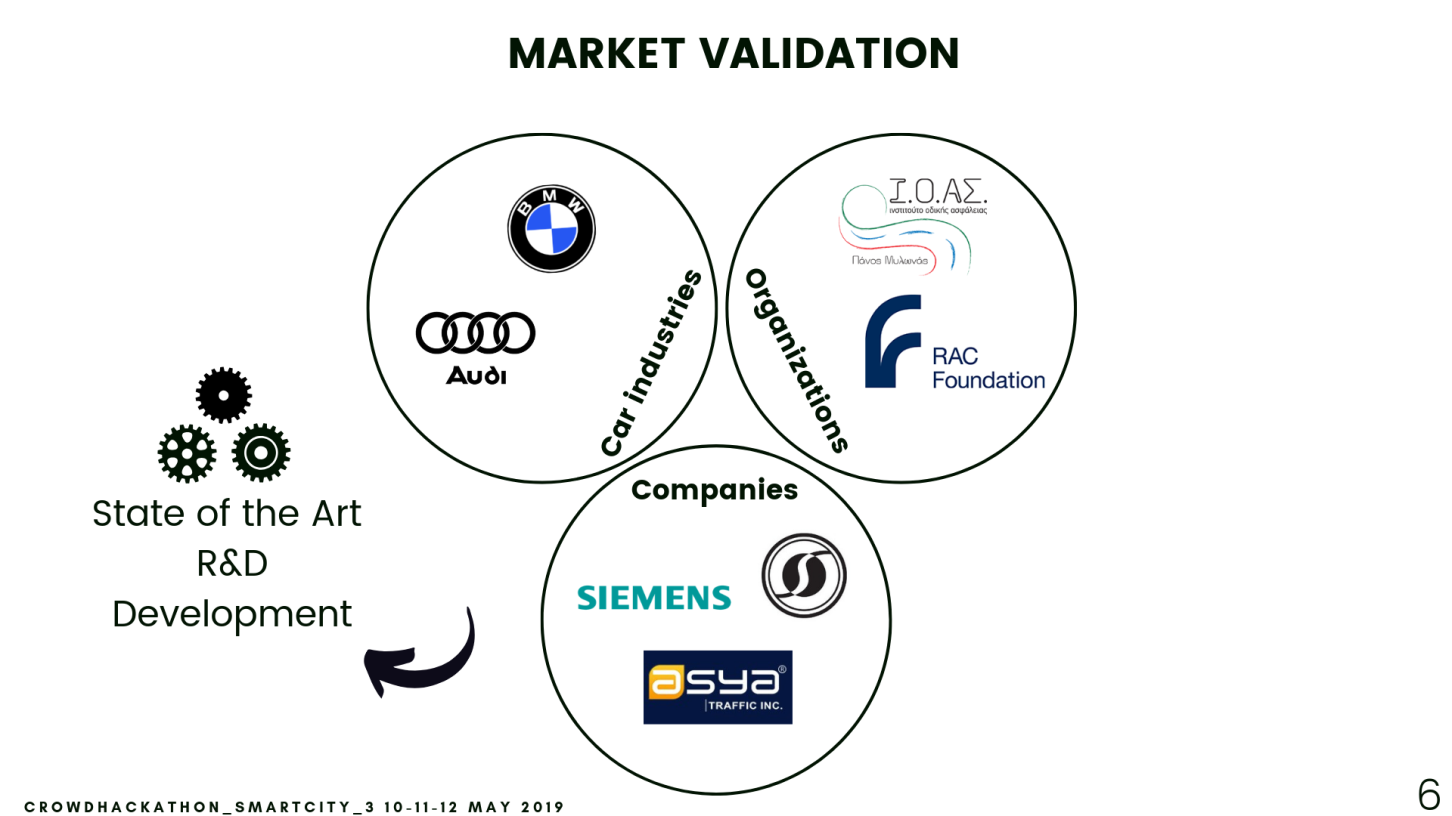 MARKET VALIDATION
BMW
Audi
Car industries
Ι.Ο.ΑΣ.
ινστιτούτο οδικής ασφάλειας
Πάνος Μυλωνάς
RAC
Foundation
Organizations
State of the Art
R&D
Development
Companies
SIEMENS
asya®
TRAFFIC INC.
CROWDHACKATHON_SMARTCITY_3 10-11-12 MAY 2019
6